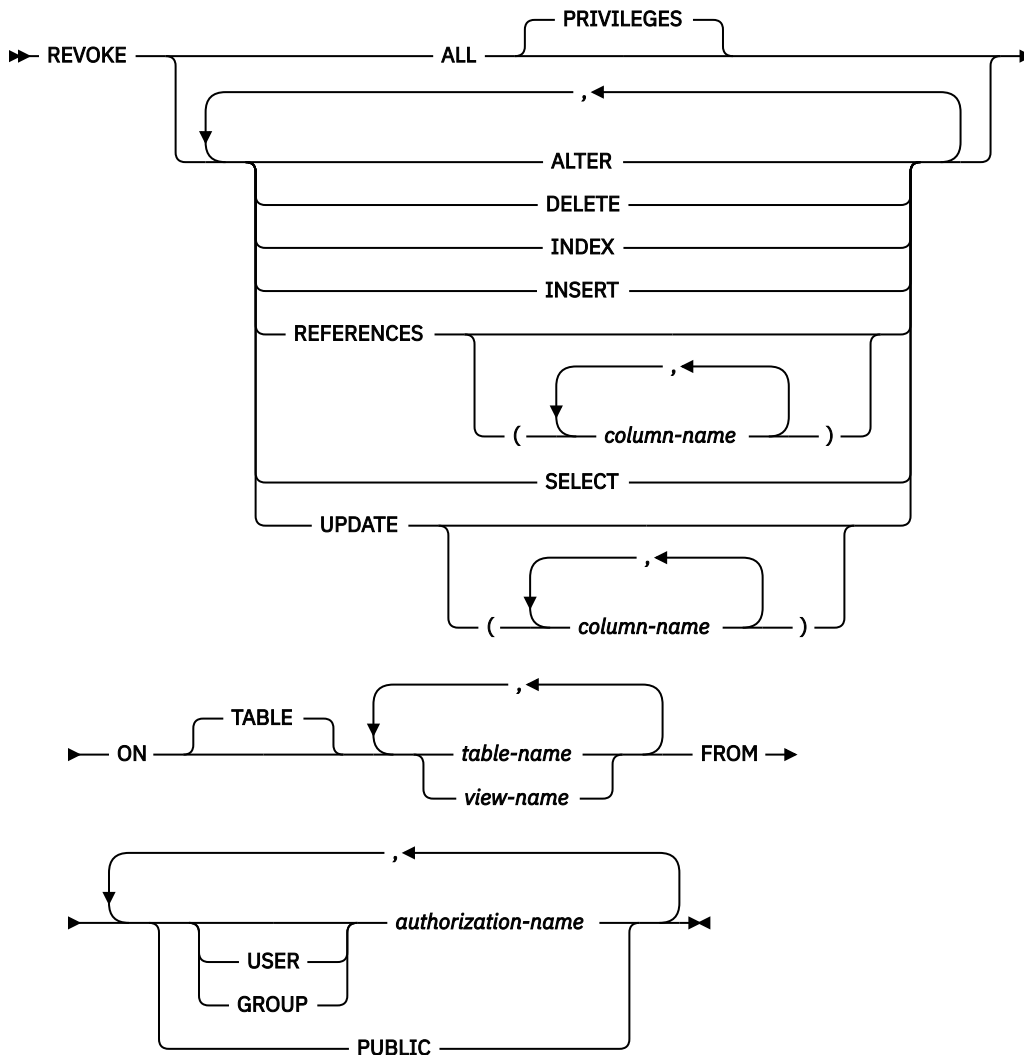 PRIVILEGES
REVOKE ALL
,
ALTER
DELETE
INDEX
INSERT
REFERENCES
,
( column-name )
SELECT
UPDATE
,
( column-name )
,
TABLE
ON table-name FROM
view-name
,
authorization-name
USER
GROUP
PUBLIC